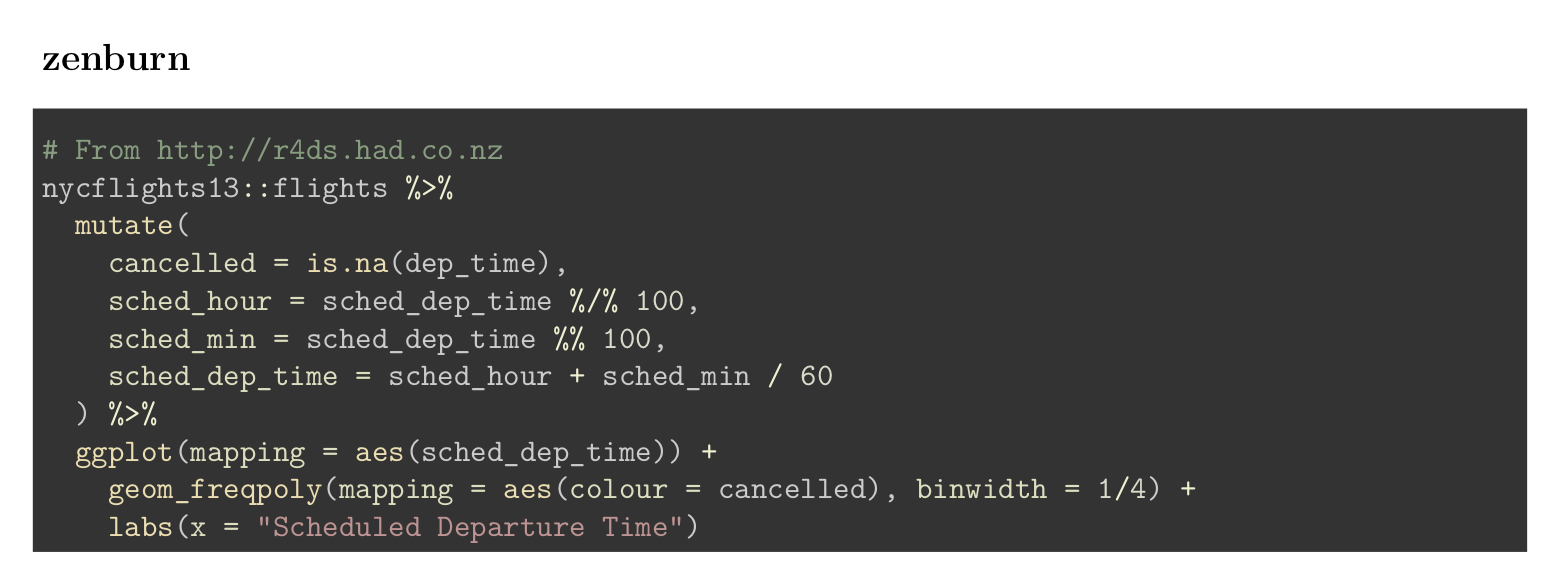 zenburn
# From http://r4ds.had.co.nz
nycflights13::flights %>%
  mutate(
    cancelled = is.na(dep_time),
    sched_hour = sched_dep_time %/% 100,
    sched_min = sched_dep_time %% 100,
    sched_dep_time = sched_hour + sched_min / 60
  ) %>%
  ggplot(mapping = aes(sched_dep_time)) +
    geom_freqpoly(mapping = aes(colour = cancelled), binwidth = 1/4) +
    labs(x = "Scheduled Departure Time")